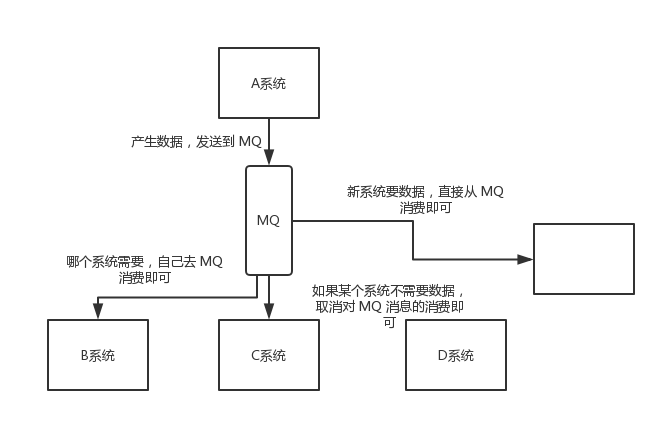 A系统
产生数据，发送到 MQ
MQ
新系统要数据，直接从 MQ
消费即可
哪个系统需要，自己去 MQ
消费即可
如果某个系统不需要数据，
取消对 MQ 消息的消费即
可
B系统
C系统
D系统